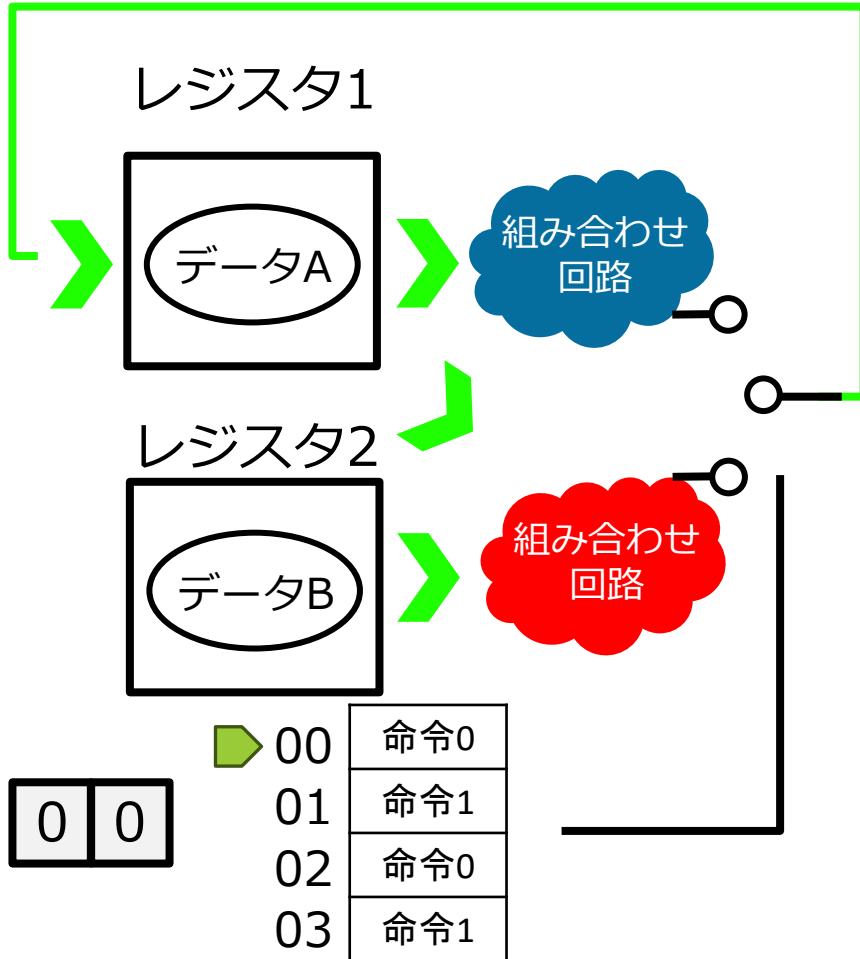 レジスタ1
データA
組み合わせ
回路
レジスタ2
データB
組み合わせ
回路
00 命令0
0 0
01 命令1
02 命令0
03 命令1